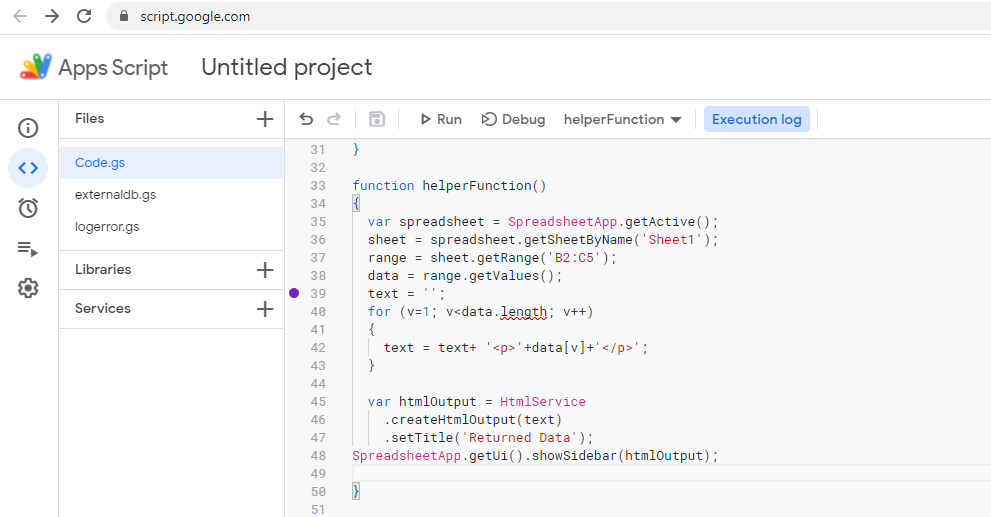 script.google.com
Apps Script Untitled project
Files
Code.gs
externaldb.gs
logerror.gs
Libraries
Services
Run Debug helperFunction Execution log
31 }
32
33 function helperFunction()
34 {
35 var spreadsheet = SpreadsheetApp.getActive();
36 sheet = spreadsheet.getSheetByName('Sheet1');
37 range = sheet.getRange('B2:C5');
38 data = range.getValues();
39 text = '';
40 for (v=1; v<data.length; v++)
41 {
42 text = text+ '<p>'+data[v]+'</p>';
43 }
44
45 var htmlOutput = HtmlService
46 .createHtmlOutput(text)
47 .setTitle('Returned Data');
48 SpreadsheetApp.getUi().showSidebar(htmlOutput);
49
50 }
51